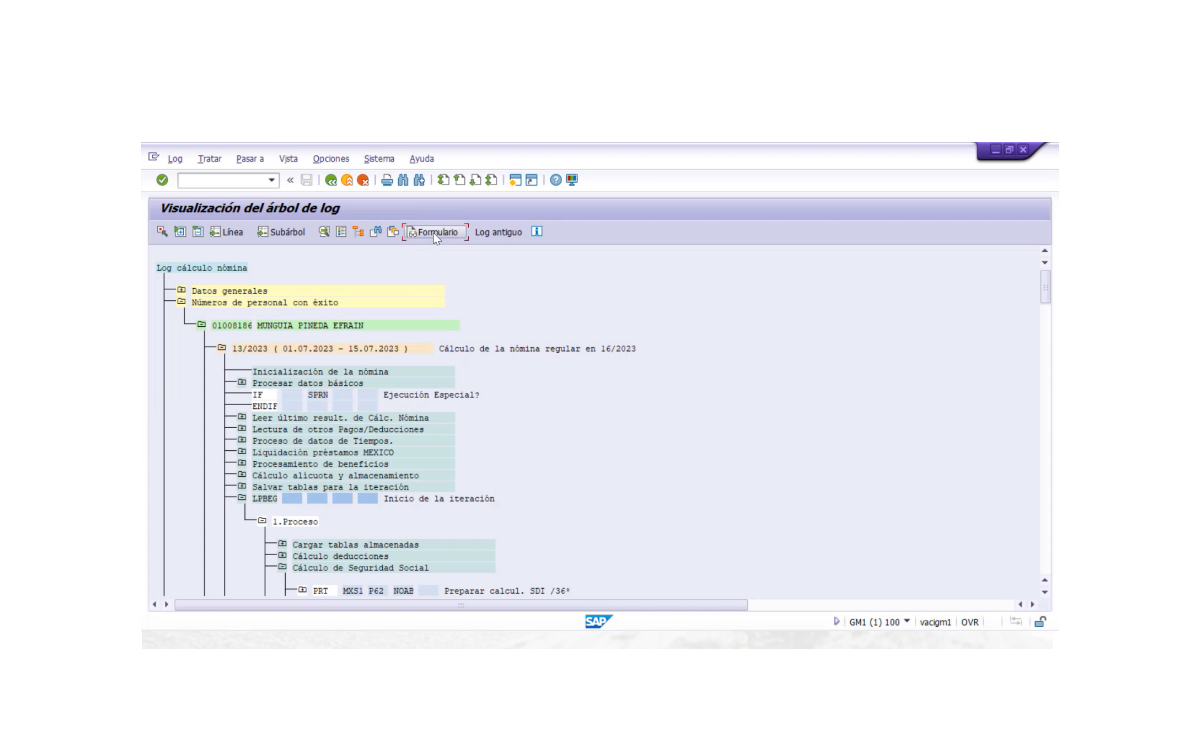 Log Tratar Pasar a Vista Opciones Sistema Ayuda
Visualización del árbol de log
Línea Subárbol Formulario Log antiguo
Log cálculo nómina
Datos generales
Números de personal con éxito
01008186 MUNGUIA PINEDA EFRAIN
13/2023 ( 01.07.2023 - 15.07.2023 ) Cálculo de la nómina regular en 16/2023
Inicialización de la nómina
Procesar datos básicos
IF SPRN Ejecución Especial?
ENDIF
Leer último result. de Cálc. Nómina
Lectura de otros Pagos/Deducciones
Proceso de datos de Tiempos.
Liquidación préstamos MEXICO
Procesamiento de beneficios
Cálculo alicuota y almacenamiento
Salvar tablas para la iteración
LPBEG Inicio de la iteración
1.Proceso
Cargar tablas almacenadas
Cálculo deducciones
Cálculo de Seguridad Social
PRT MXS1 P62 NOAB Preparar calcul. SDI /36*
SAP GM1 (1) 100 vacigm1 OVR